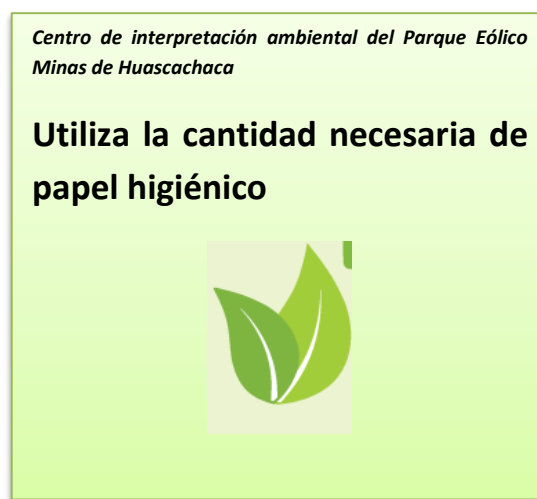 Centro de interpretación ambiental del Parque Eólico
Minas de Huascachaca
Utiliza la cantidad necesaria de
papel higiénico